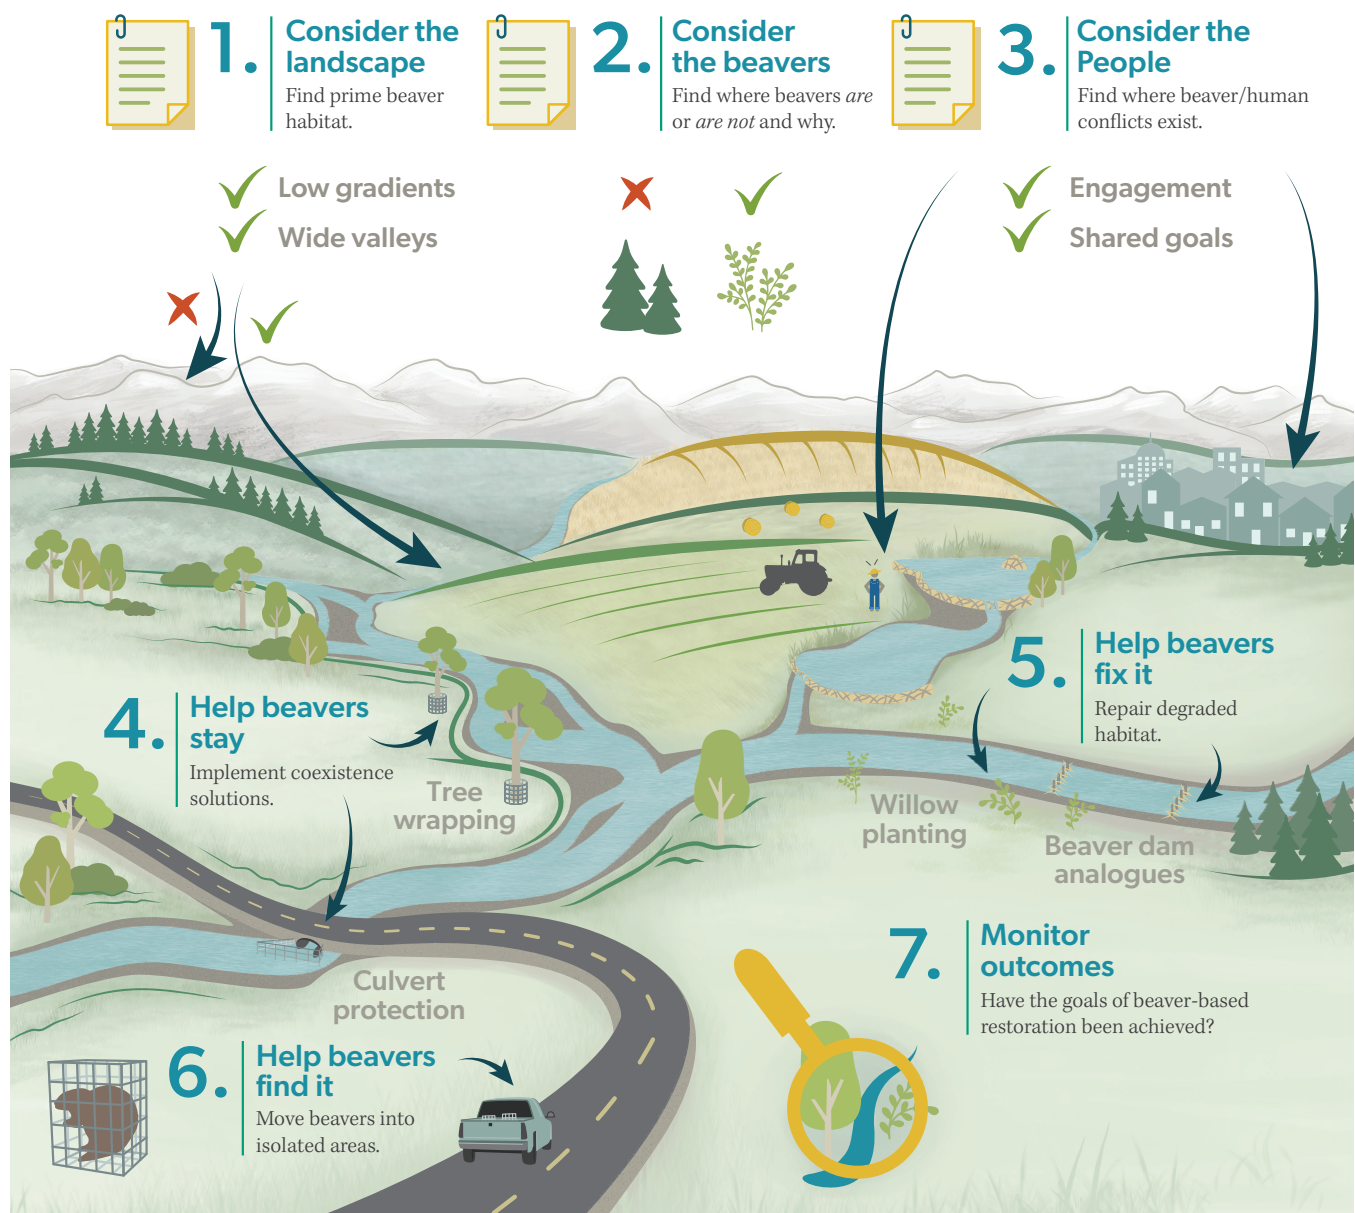 1.
Consider the
landscape
Find prime beaver
habitat.
2.
Consider
the beavers
Find where beavers are
or are not and why.
3.
Consider the
People
Find where beaver/human
conflicts exist.
Low gradients
Wide valleys
Engagement
Shared goals
4.
Help beavers
stay
Implement coexistence
solutions.
Tree
wrapping
Culvert
protection
5.
Help beavers
fix it
Repair degraded
habitat.
Willow
planting
Beaver dam
analogues
6.
Help beavers
find it
Move beavers into
isolated areas.
7.
Monitor
outcomes
Have the goals of beaver-based
restoration been achieved?